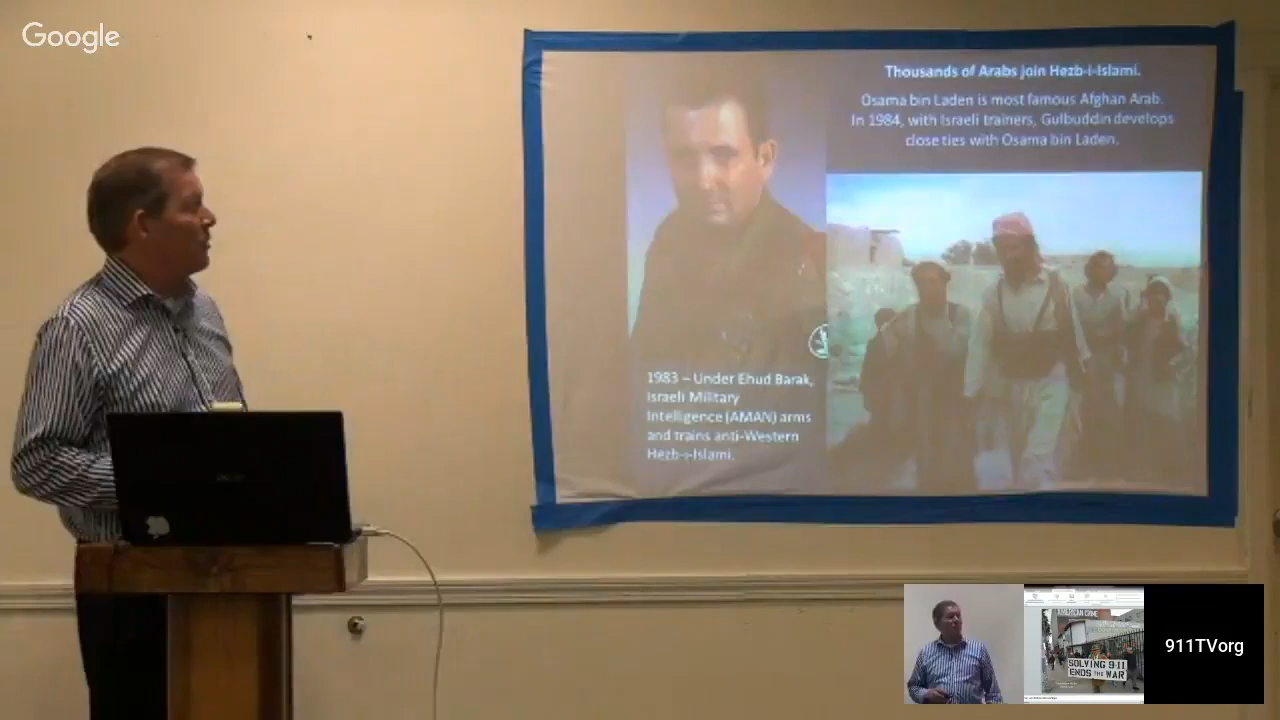 Google
Thousands of Arabs join Hezb-i-Islami.
Osama bin Laden is most famous Afghan Arab.
In 1984, with Israeli trainers, Gulbuddin develops
close ties with Osama bin Laden.
1983 – Under Ehud Barak,
Israeli Military
Intelligence (AMAN) arms
and trains anti-Western
Hezb-i-Islami.
acer
AMERICAN CRIME
SOLVING 9-11
ENDS THE WAR
911TVorg